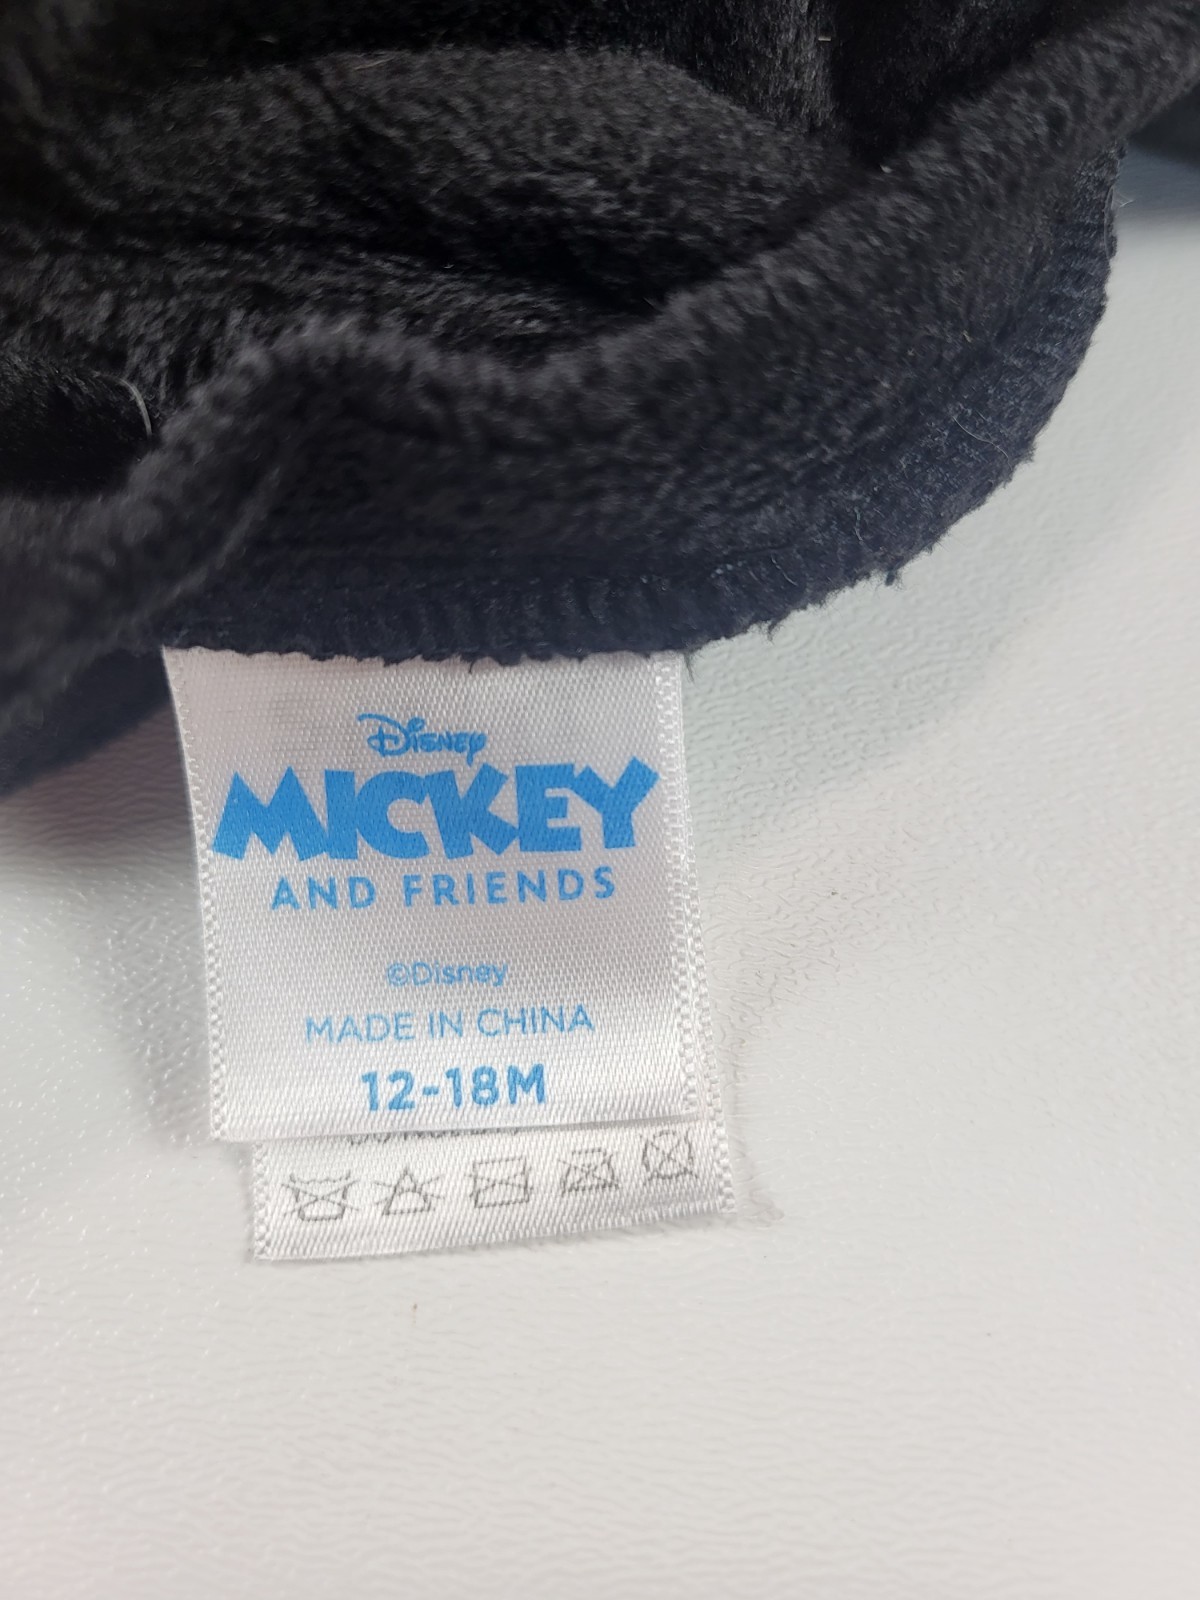 Disney
MICKEY
AND FRIENDS
©Disney
MADE IN CHINA
12-18M